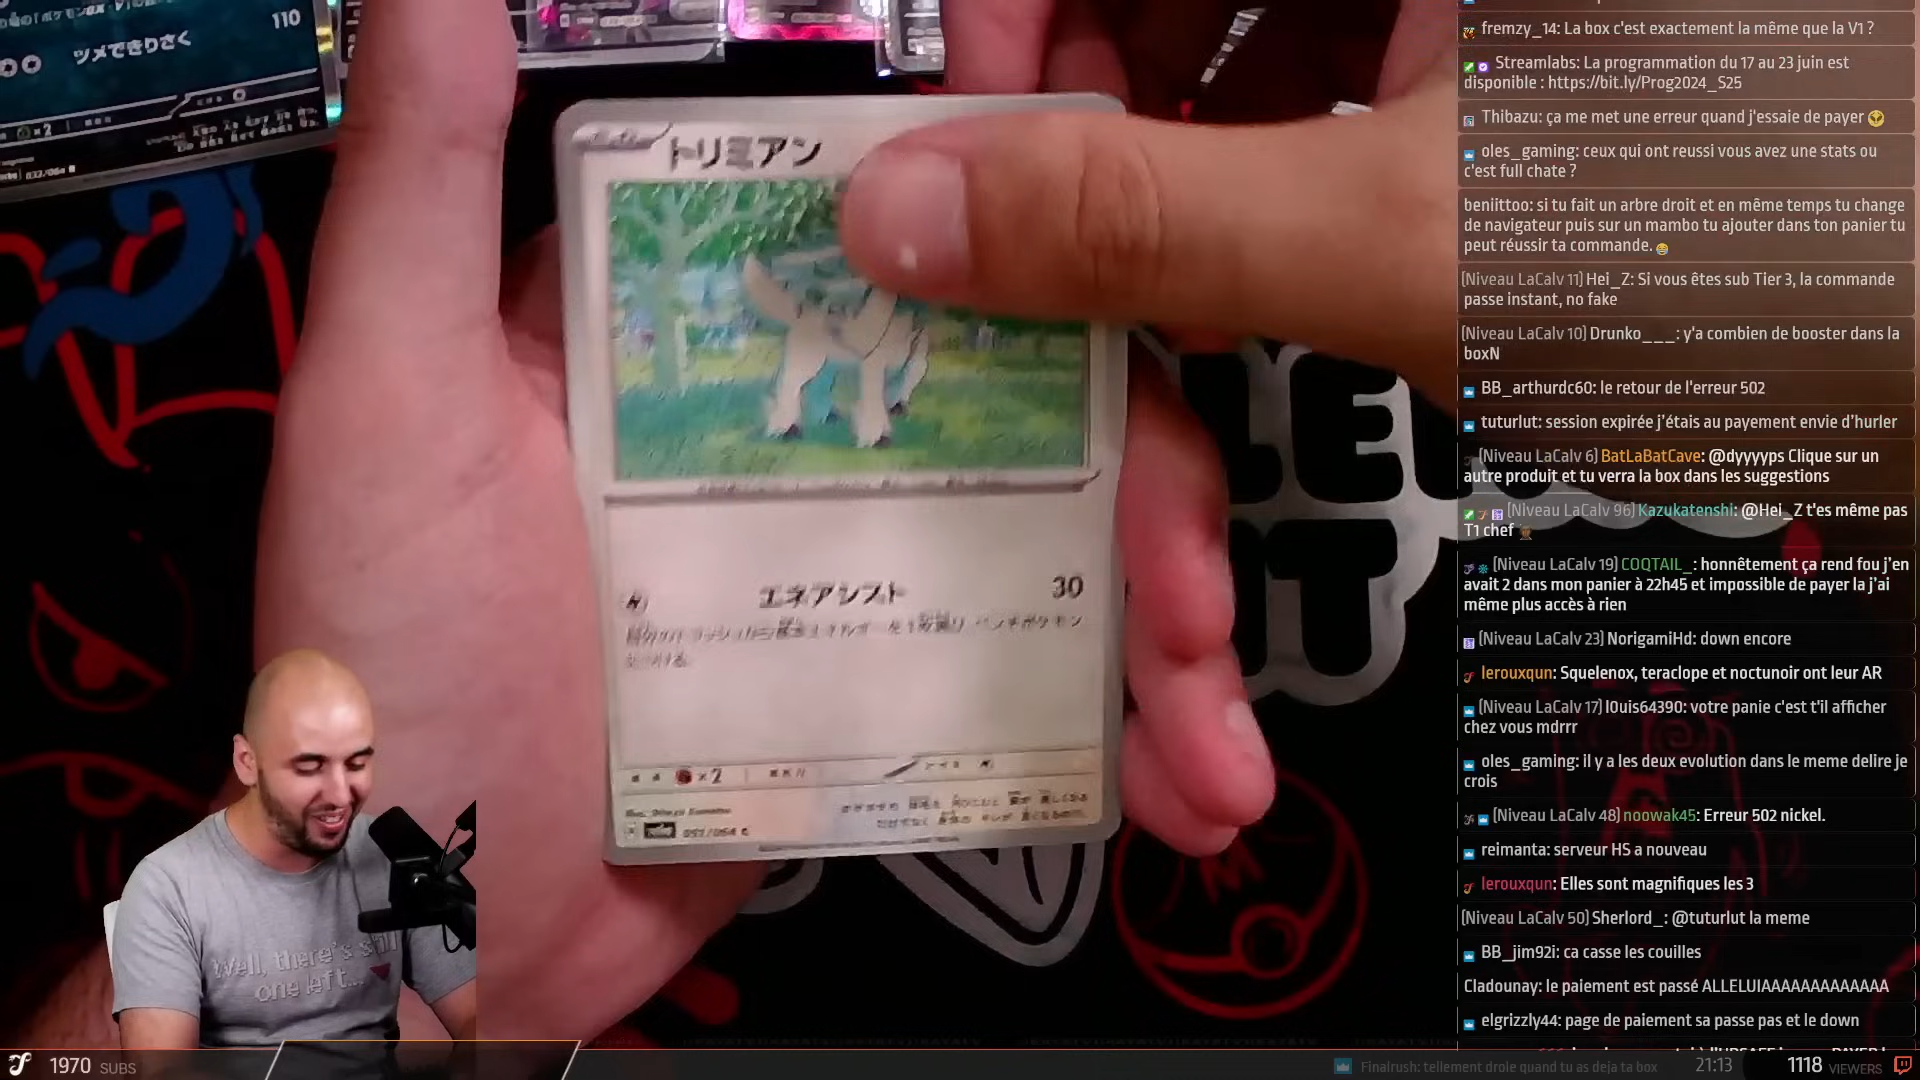 110
ツメできりさく
×2
033/064
トリミアン
エネアシフト
30
×2
051/064 C
Well, there's still
one left...
1970 SUBS
fremzy_14: La box c'est exactement la même que la V1 ?
Streamlabs: La programmation du 17 au 23 juin est
disponible : https://bit.ly/Prog2024_S25
Thibazu: ça me met une erreur quand j'essaie de payer
oles_gaming: ceux qui ont reussi vous avez une stats ou
c'est full chate ?
beniittoo: si tu fait un arbre droit et en même temps tu change
de navigateur puis sur un mambo tu ajouter dans ton panier tu
peut réussir ta commande.
[Niveau LaCalv 11] Hei_Z: Si vous êtes sub Tier 3, la commande
passe instant, no fake
[Niveau LaCalv 10] Drunko___: y'a combien de booster dans la
boxN
BB_arthurdc60: le retour de l'erreur 502
tuturlut: session expirée j'étais au payement envie d'hurler
[Niveau LaCalv 6] BatLaBatCave: @dyyyyps Clique sur un
autre produit et tu verra la box dans les suggestions
[Niveau LaCalv 96] Kazukatenshi: @Hei_Z t'es même pas
T1 chef
[Niveau LaCalv 19] COQTAIL_: honnêtement ça rend fou j'en
avait 2 dans mon panier à 22h45 et impossible de payer la j'ai
même plus accès à rien
[Niveau LaCalv 23] NorigamiHd: down encore
lerouxqun: Squelenox, teraclope et noctunoir ont leur AR
[Niveau LaCalv 17] l0uis64390: votre panie c'est t'il afficher
chez vous mdrrr
oles_gaming: il y a les deux evolution dans le meme delire je
crois
[Niveau LaCalv 48] noowak45: Erreur 502 nickel.
reimanta: serveur HS a nouveau
lerouxqun: Elles sont magnifiques les 3
[Niveau LaCalv 50] Sherlord_: @tuturlut la meme
BB_jim92i: ca casse les couilles
Cladounay: le paiement est passé ALLELUIAAAAAAAAAAAAA
elgrizzly44: page de paiement sa passe pas et le down
Finalrush: tellement drole quand tu as deja ta box
21:13
1118 VIEWERS